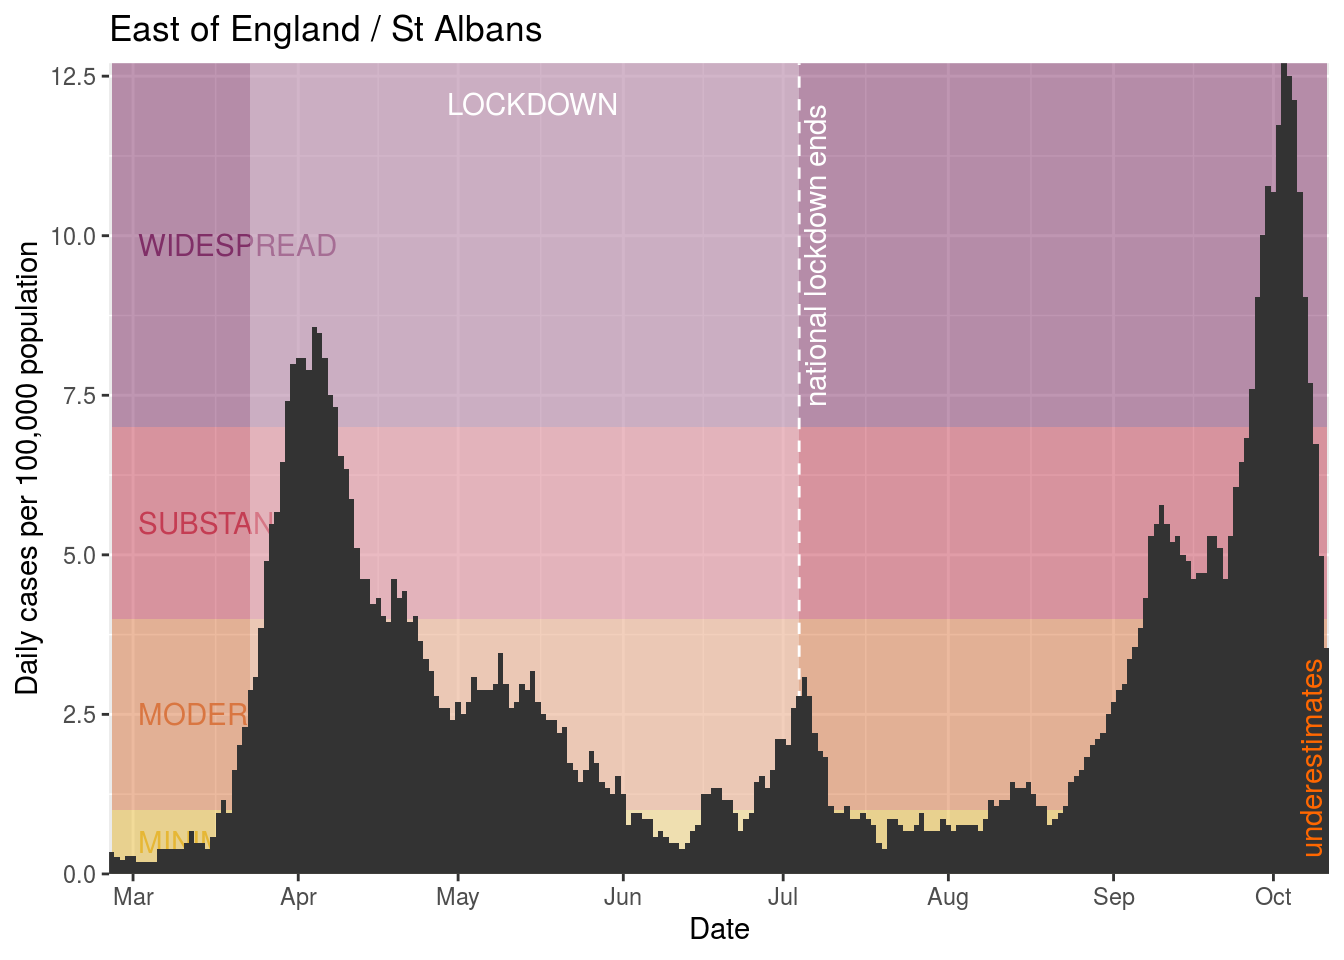 East of England / St Albans
12.5
10.0
7.5
5.0
2.5
0.0
Daily cases per 100,000 population
LOCKDOWN
national lockdown ends
WIDESPREAD
SUBSTAN
MODER
MINIM
underestimates
Mar Apr May Jun Jul Aug Sep Oct
Date